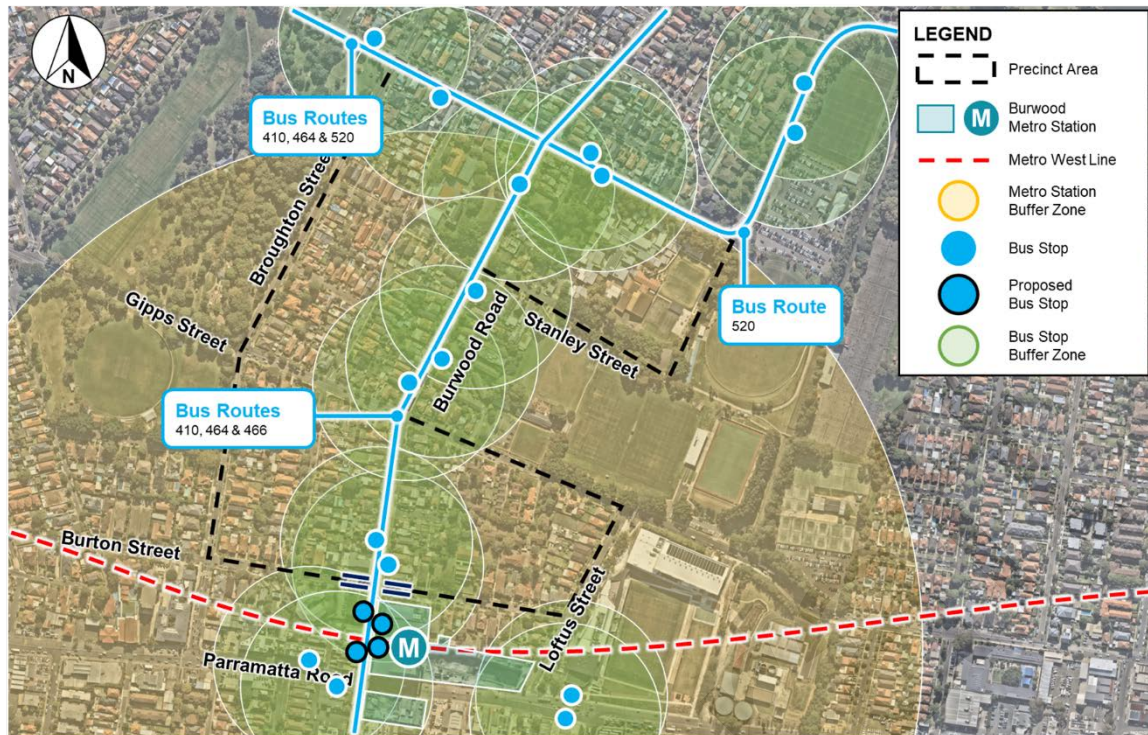 N
Bus Routes
410, 464 & 520
Broughton Street
Gipps Street
Burwood Road
Stanley Street
Bus Route
520
Bus Routes
410, 464 & 466
Burton Street
Loftus Street
Parramatta Road
M
LEGEND
Precinct Area
M
Burwood
Metro Station
Metro West Line
Metro Station
Buffer Zone
Bus Stop
Proposed
Bus Stop
Bus Stop
Buffer Zone